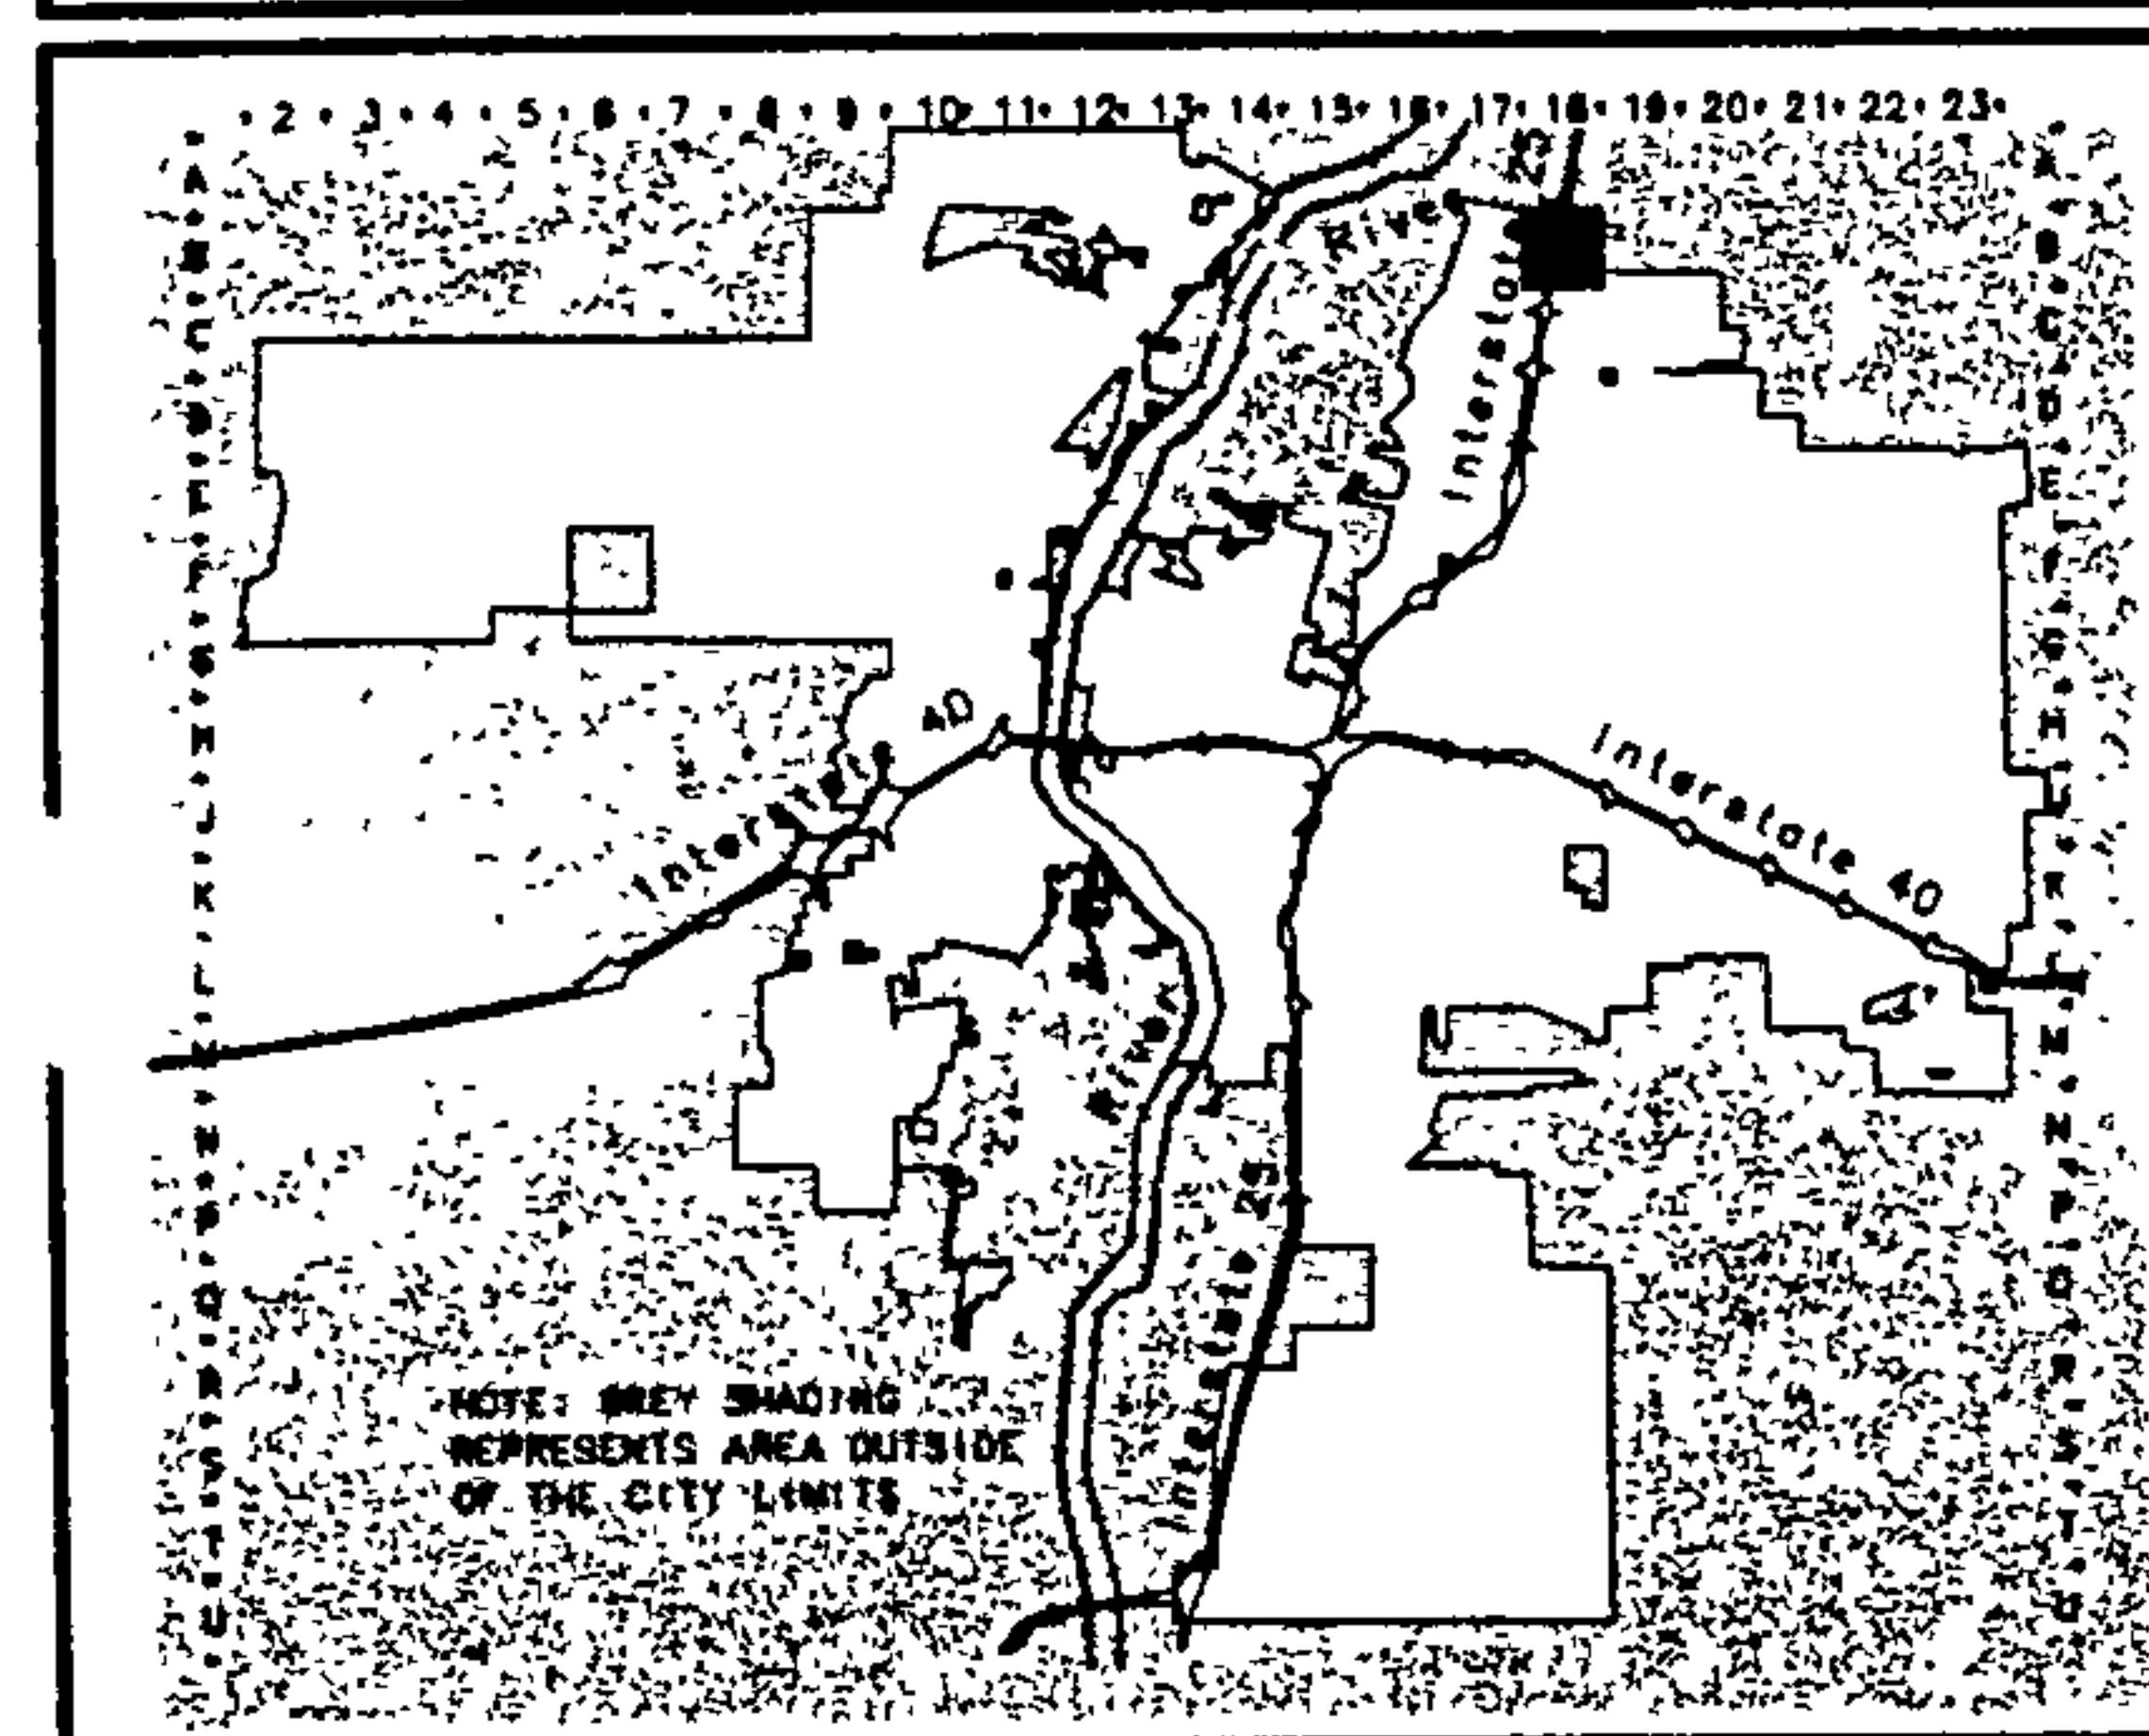 2 3 4 5 6 7 8 9 10 11 12 13 14 15 16 17 18 19 20 21 22 23
A
B
C
D
E
F
G
H
J
K
L
M
N
P
Q
R
S
T
U
A
B
C
D
E
F
G
H
J
K
L
M
N
P
Q
R
S
T
U
River
25
Interstate 40
Interstate 40
River
Interstate 25
NOTE: GREY SHADING
REPRESENTS AREA OUTSIDE
OF THE CITY LIMITS